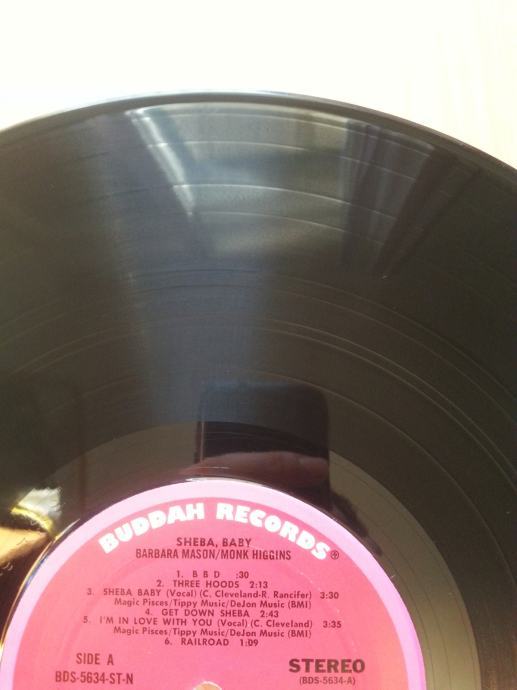 BUDDAH RECORDS®
SHEBA, BABY
BARBARA MASON/MONK HIGGINS
1. B B D :30
2. THREE HOODS 2:13
3. SHEBA BABY (Vocal) (C. Cleveland-R. Rancifer) 3:30
Magic Pisces/Tippy Music/DeJon Music (BMI)
4. GET DOWN SHEBA 2:43
5. I'M IN LOVE WITH YOU (Vocal) (C. Cleveland) 3:35
Magic Pisces/Tippy Music/DeJon Music (BMI)
6. RAILROAD 1:09
SIDE A STEREO
BDS-5634-ST-N (BDS-5634-A)